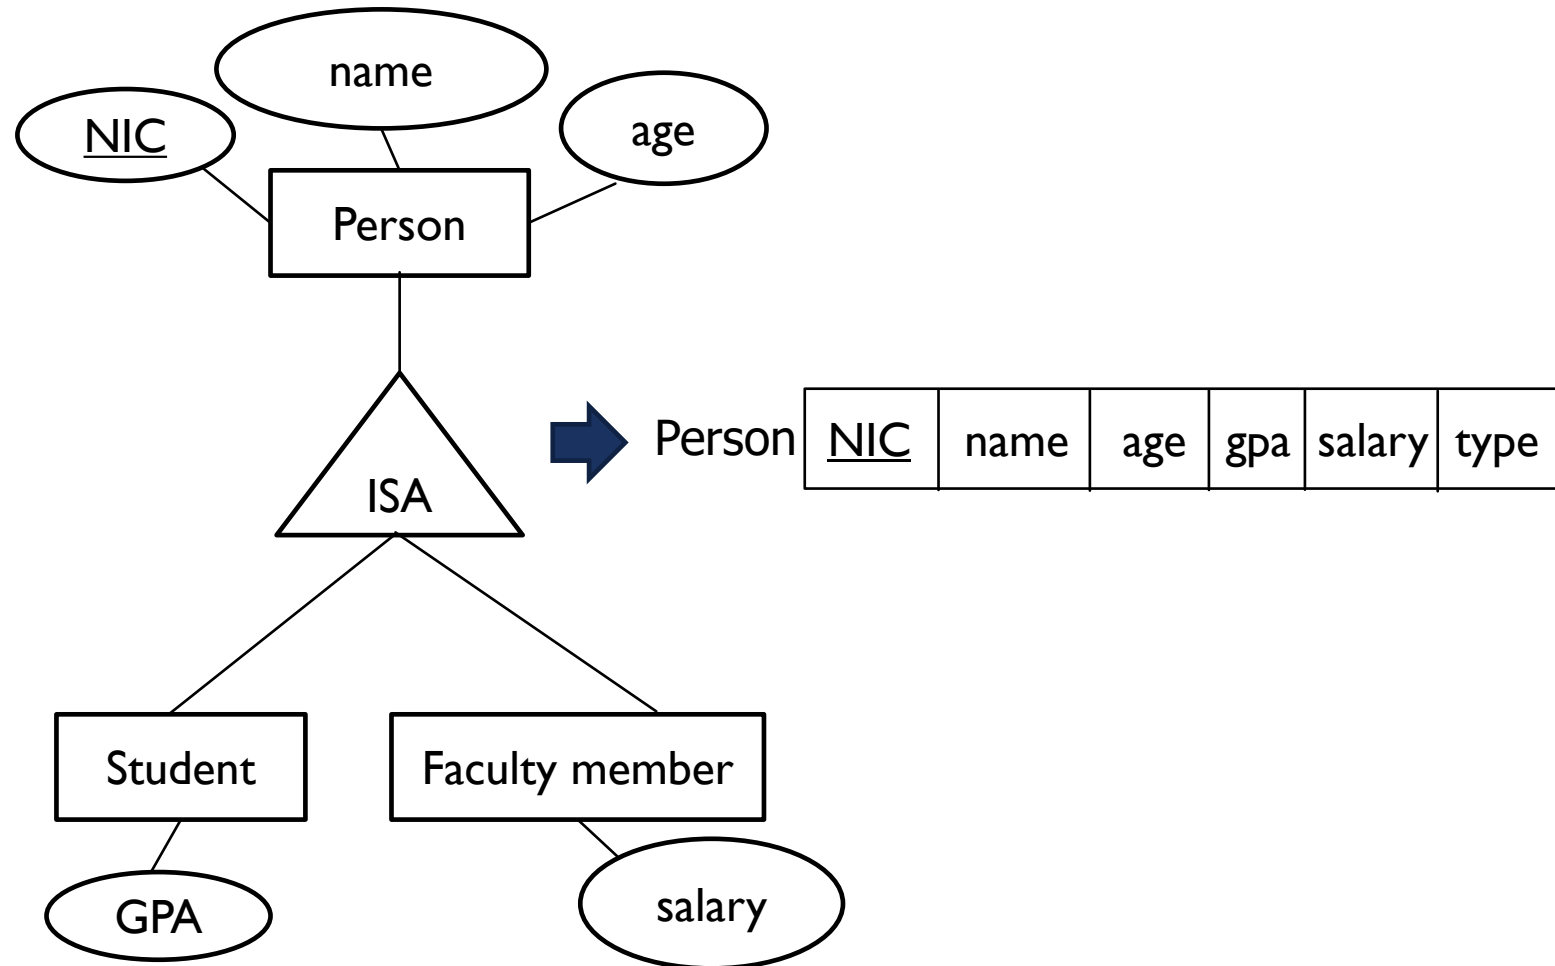 name
NIC
age
Person
ISA
Person NIC name age gpa salary type
Student
Faculty member
GPA
salary